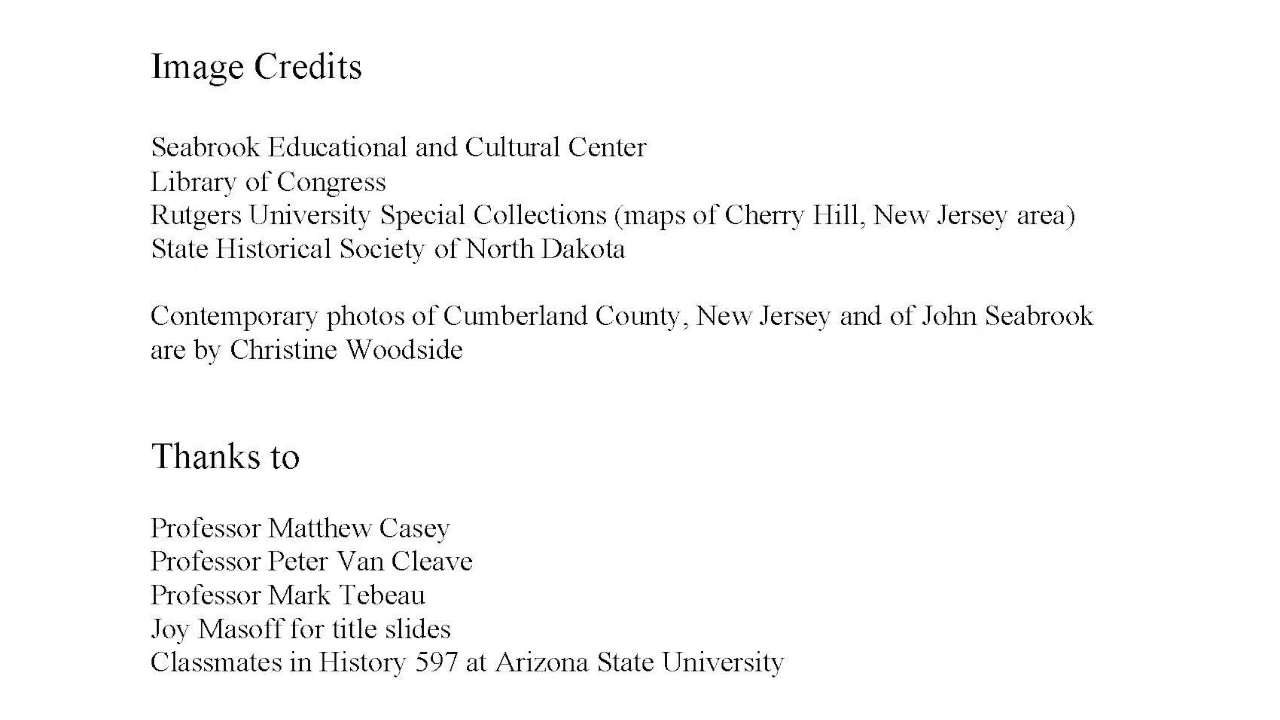 Image Credits
Seabrook Educational and Cultural Center
Library of Congress
Rutgers University Special Collections (maps of Cherry Hill, New Jersey area)
State Historical Society of North Dakota
Contemporary photos of Cumberland County, New Jersey and of John Seabrook
are by Christine Woodside
Thanks to
Professor Matthew Casey
Professor Peter Van Cleave
Professor Mark Tebeau
Joy Masoff for title slides
Classmates in History 597 at Arizona State University